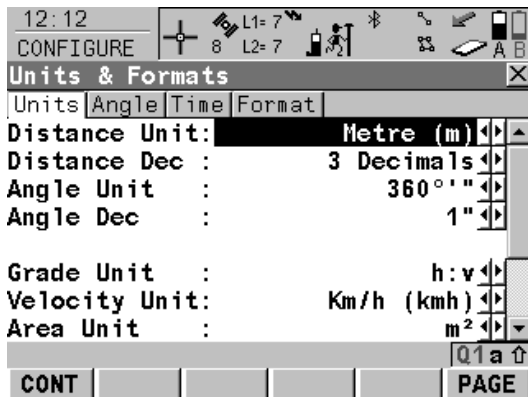 12:12
CONFIGURE
8
L1= 7
L2= 7
A B
Units & Formats
Units Angle Time Format
Distance Unit: Metre (m)
Distance Dec : 3 Decimals
Angle Unit : 360°'"
Angle Dec : 1"
Grade Unit : h:v
Velocity Unit: Km/h (kmh)
Area Unit : m²
Q1 a
CONT PAGE